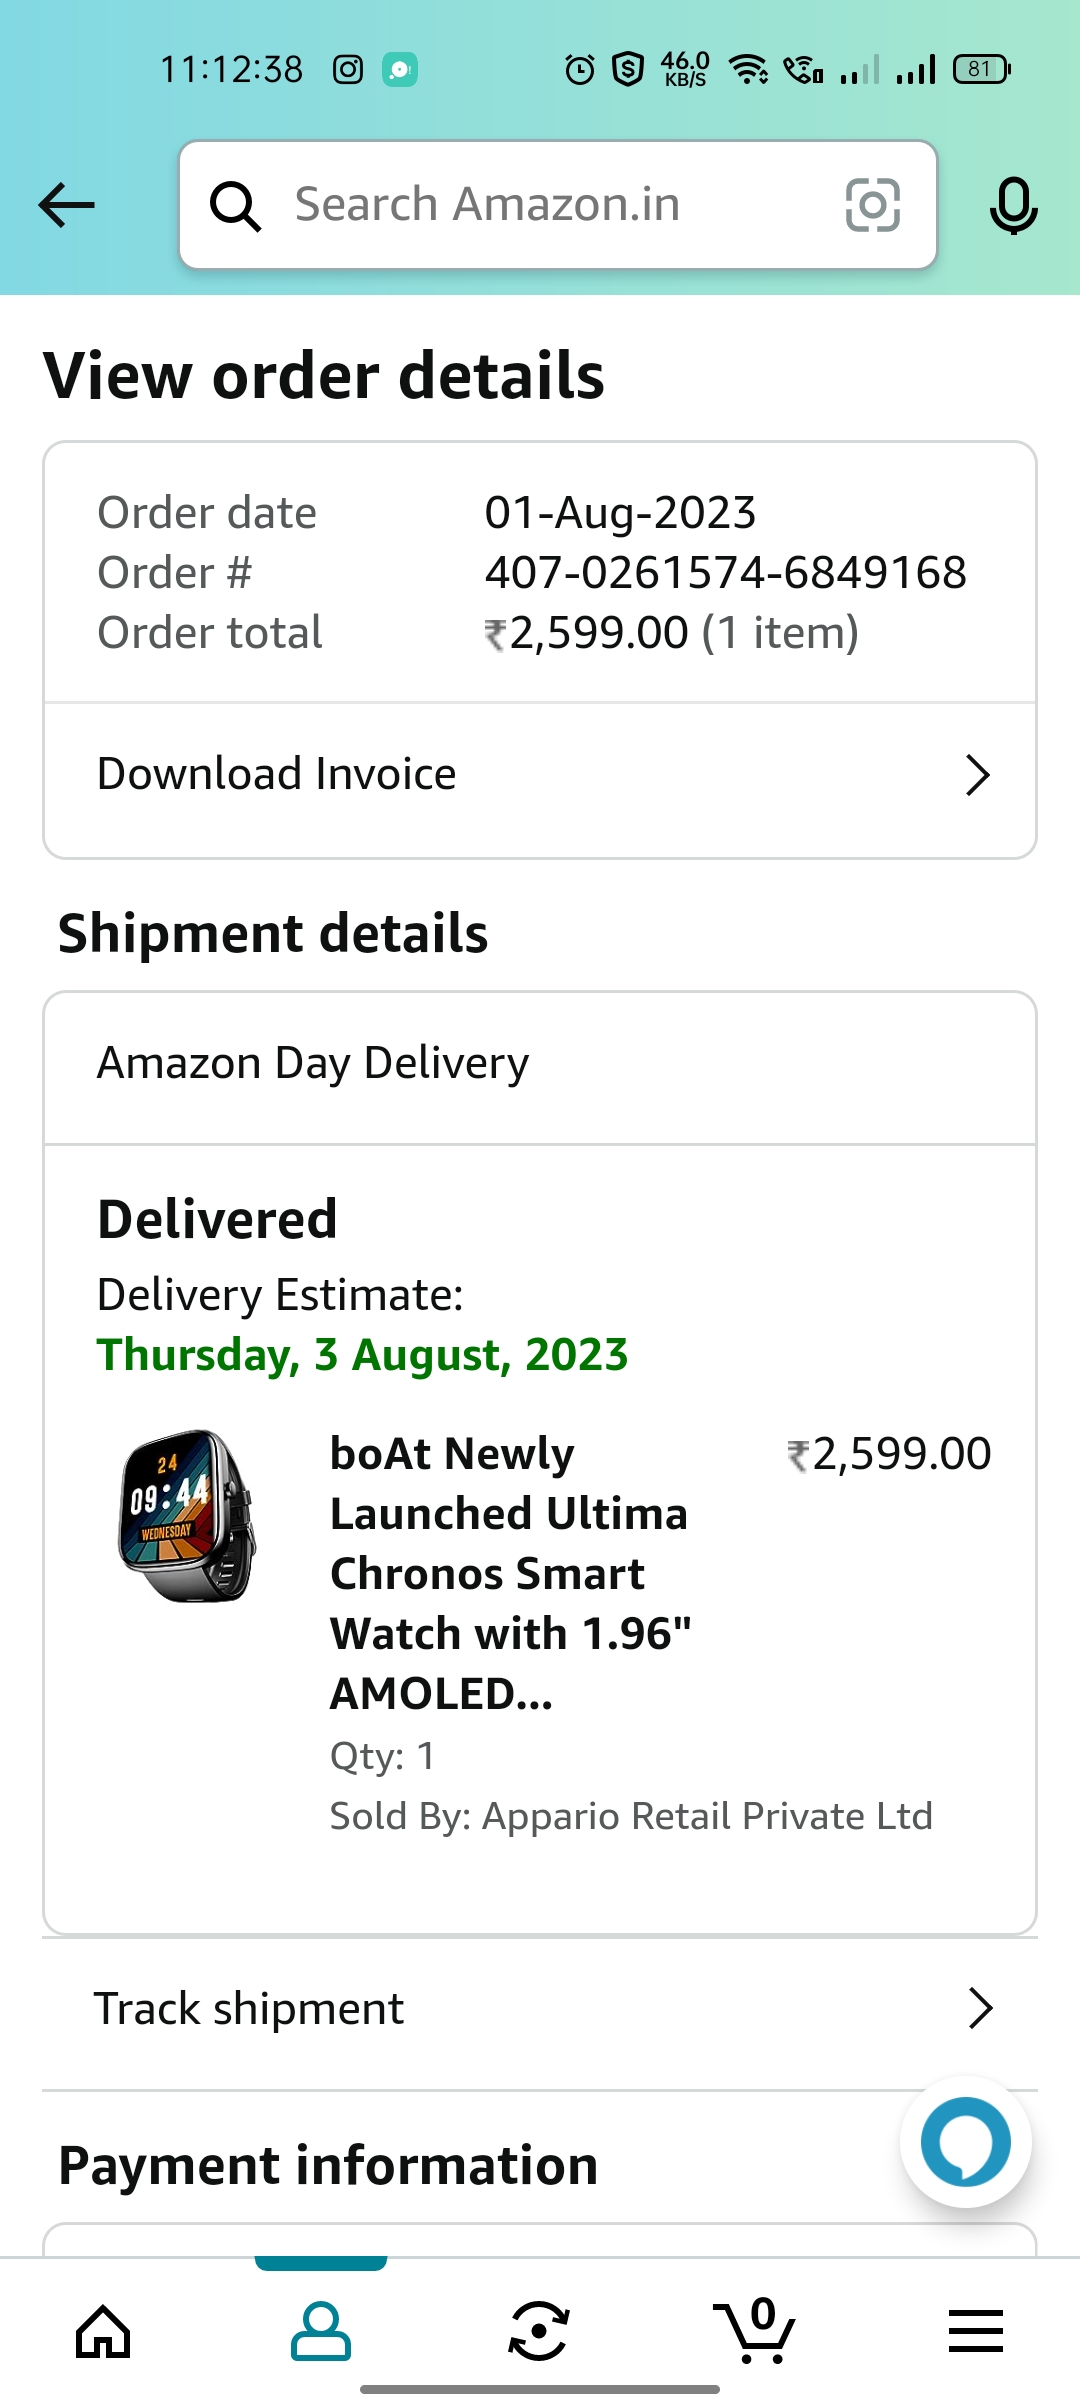 11:12:38 46.0 KB/S 81
Search Amazon.in
View order details
Order date 01-Aug-2023
Order # 407-0261574-6849168
Order total ₹2,599.00 (1 item)
Download Invoice
Shipment details
Amazon Day Delivery
Delivered
Delivery Estimate:
Thursday, 3 August, 2023
24
09:44
WEDNESDAY
boAt Newly ₹2,599.00
Launched Ultima
Chronos Smart
Watch with 1.96"
AMOLED...
Qty: 1
Sold By: Appario Retail Private Ltd
Track shipment
Payment information
0